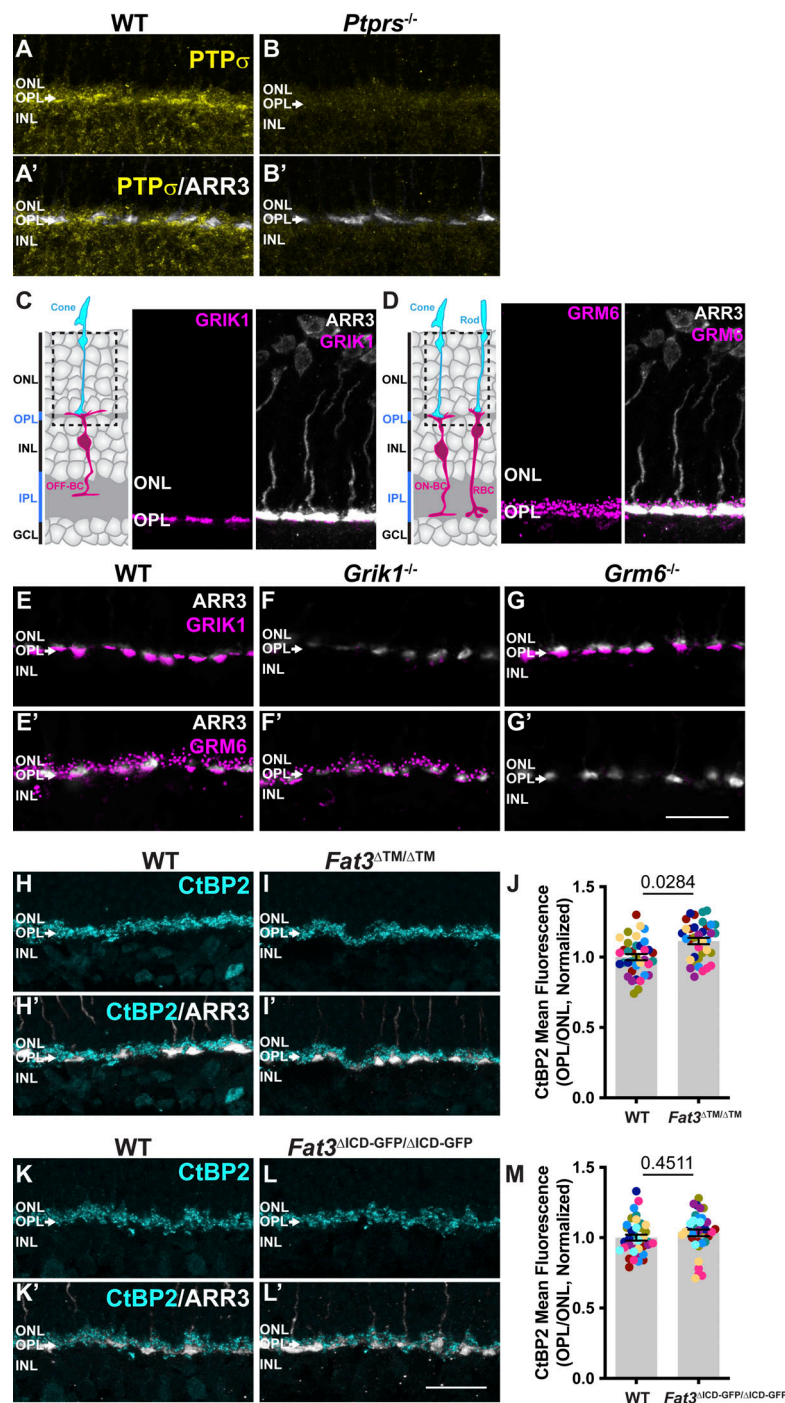 WT
Ptprs-/-
A
PTPσ
ONL
OPL
INL
B
ONL
OPL
INL
A’
PTPσ/ARR3
ONL
OPL
INL
B’
ONL
OPL
INL
C
Cone
ONL
OPL
INL
OFF-BC
IPL
GCL
GRIK1
ONL
OPL
ARR3
GRIK1
D
Cone
Rod
ONL
OPL
INL
ON-BC
RBC
IPL
GCL
GRM6
ONL
OPL
ARR3
GRM6
WT
Grik1-/-
Grm6-/-
E
ARR3
GRIK1
ONL
OPL
INL
F
ONL
OPL
INL
G
ONL
OPL
INL
E’
ARR3
GRM6
ONL
OPL
INL
F’
ONL
OPL
INL
G’
ONL
OPL
INL
WT
Fat3ΔTM/ΔTM
H
CtBP2
ONL
OPL
INL
I
ONL
OPL
INL
H’
CtBP2/ARR3
ONL
OPL
INL
I’
ONL
OPL
INL
J
0.0284
CtBP2 Mean Fluorescence
(OPL/ONL, Normalized)
1.5
1.0
0.5
0.0
WT
Fat3ΔTM/ΔTM
WT
Fat3ΔICD-GFP/ΔICD-GFP
K
CtBP2
ONL
OPL
INL
L
ONL
OPL
INL
K’
CtBP2/ARR3
ONL
OPL
INL
L’
ONL
OPL
INL
M
0.4511
CtBP2 Mean Fluorescence
(OPL/ONL, Normalized)
1.5
1.0
0.5
0.0
WT
Fat3ΔICD-GFP/ΔICD-GFP